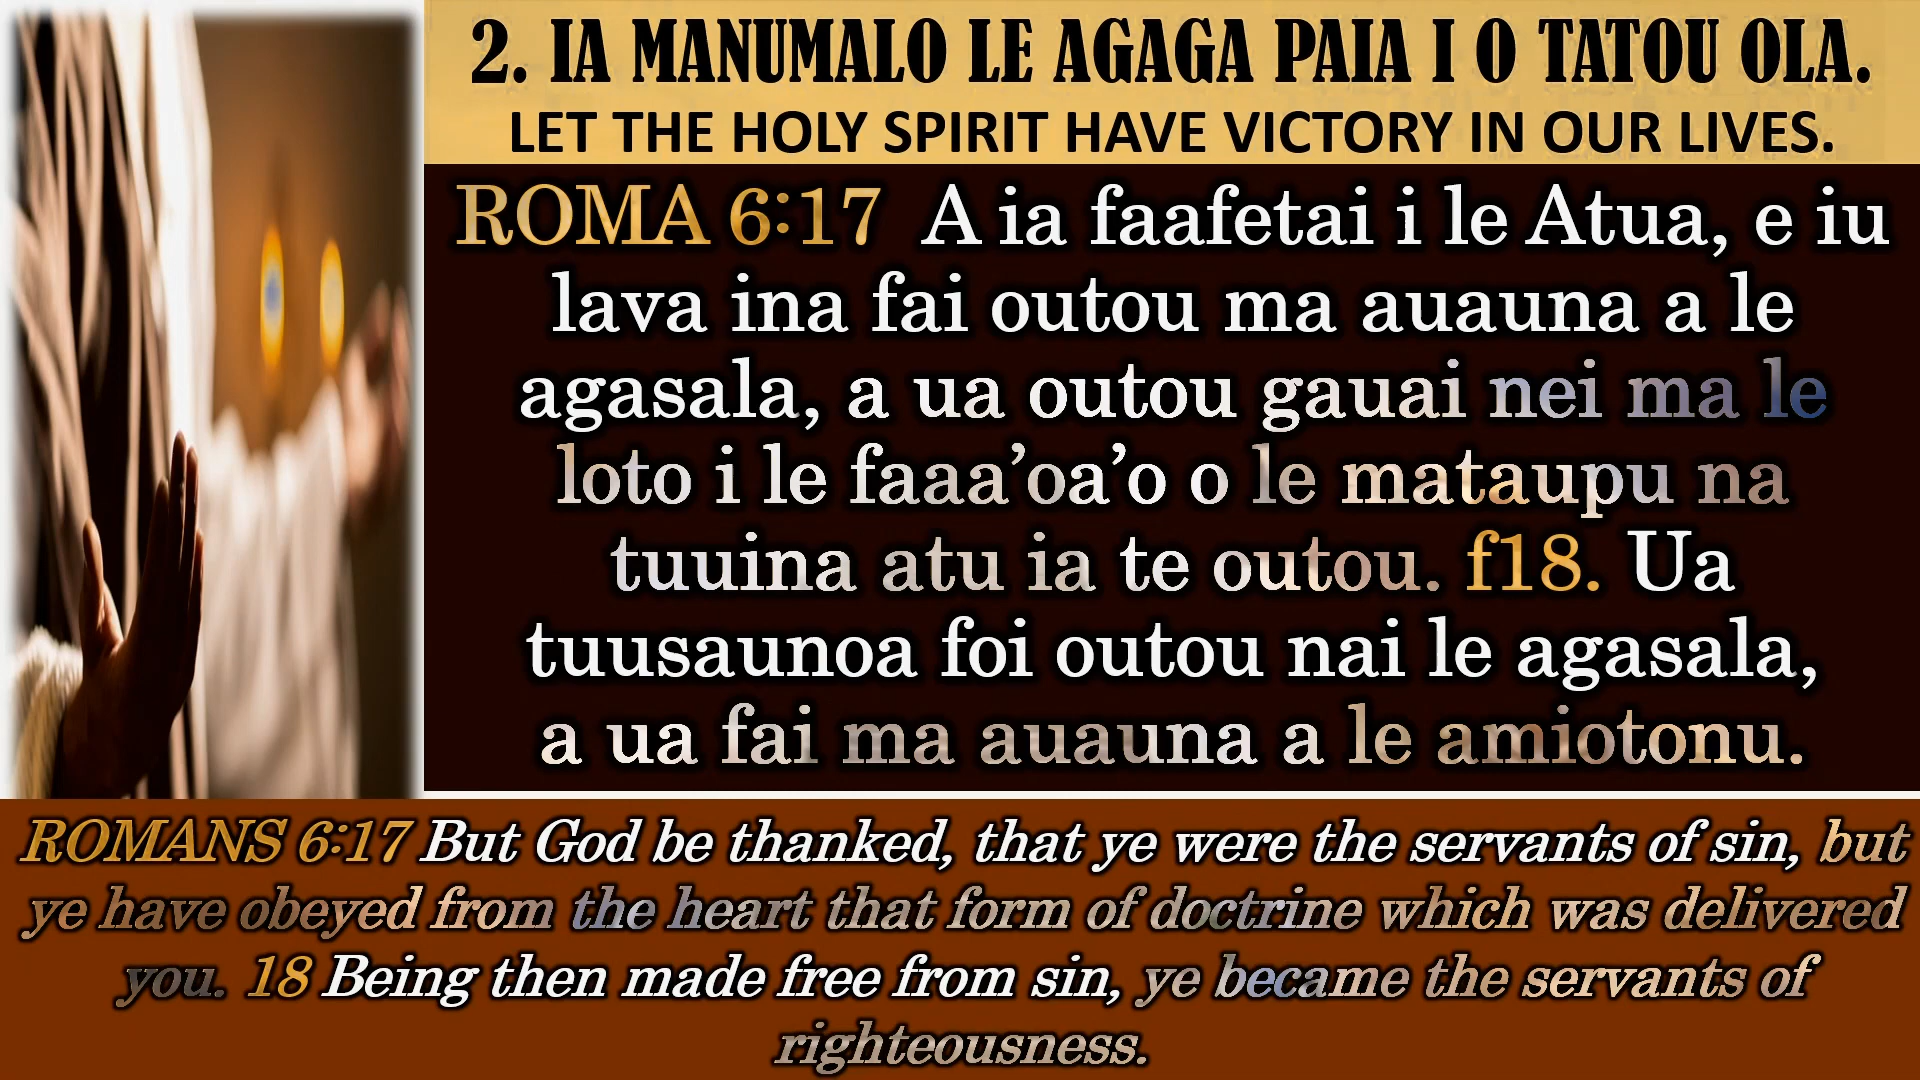 2. IA MANUMALO LE AGAGA PAIA I O TATOU OLA.
LET THE HOLY SPIRIT HAVE VICTORY IN OUR LIVES.
ROMA 6:17 A ia faafetai i le Atua, e iu
lava ina fai outou ma auauna a le
agasala, a ua outou gauai nei ma le
loto i le faaa’oa’o o le mataupu na
tuuina atu ia te outou. f18. Ua
tuusaunoa foi outou nai le agasala,
a ua fai ma auauna a le amiotonu.
ROMANS 6:17 But God be thanked, that ye were the servants of sin, but
ye have obeyed from the heart that form of doctrine which was delivered
you. 18 Being then made free from sin, ye became the servants of
righteousness.